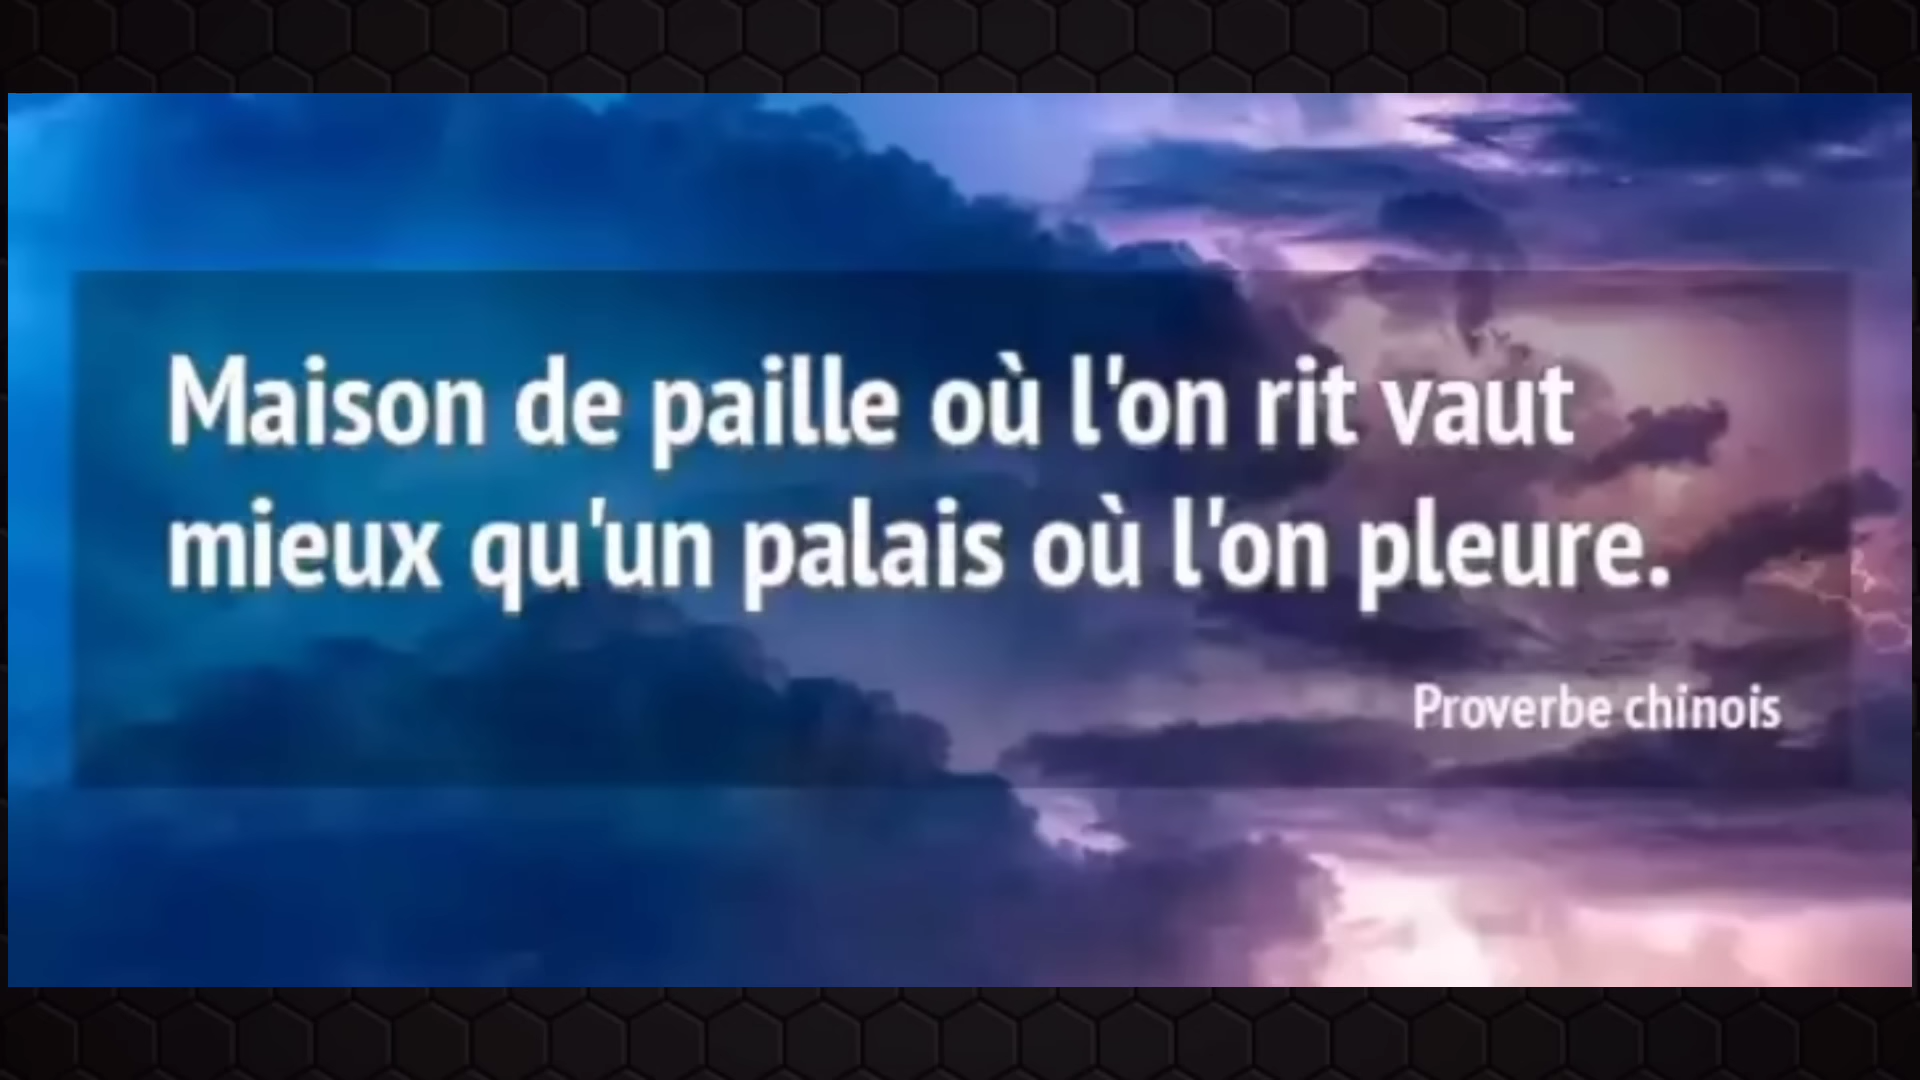 Maison de paille où l'on rit vaut
mieux qu'un palais où l'on pleure.
Proverbe chinois